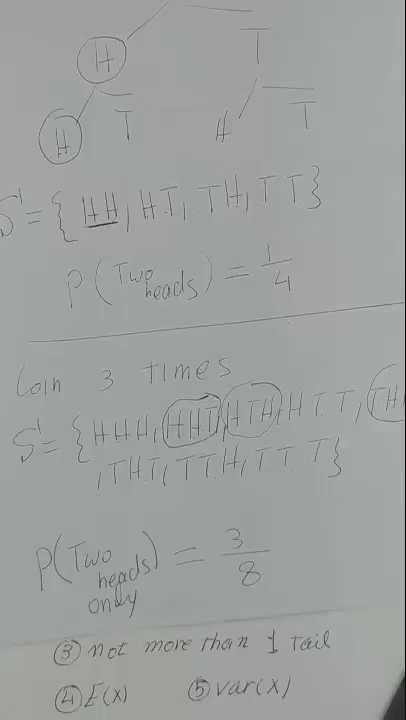 H T
H T H T
S = { HH, HT, TH, TT }
P(Two heads) = 1/4
Coin 3 times
S = { HHH, HHT, HTH, HTT, TH
, THT, TTH, TTT }
P(Two heads only) = 3/8
③ not more than 1 Tail
④ E(x) ⑤ var(x)